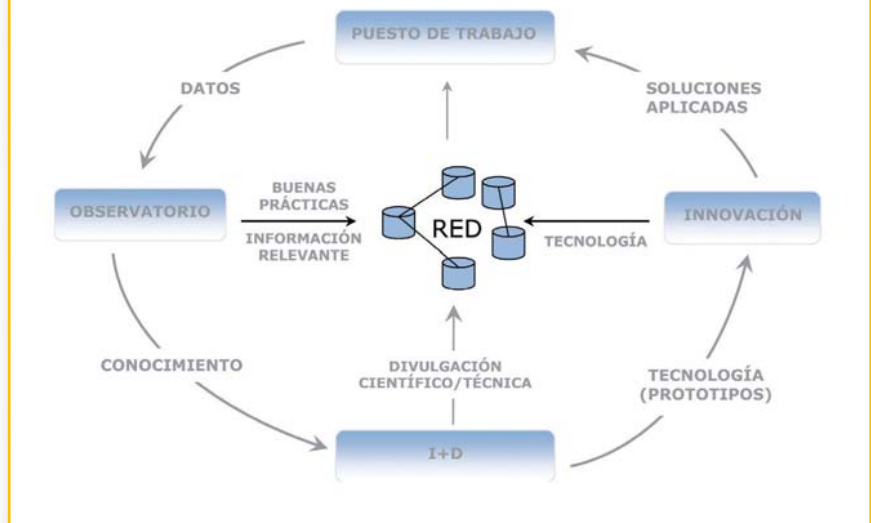 PUESTO DE TRABAJO
DATOS
SOLUCIONES
APLICADAS
OBSERVATORIO
BUENAS
PRÁCTICAS
INFORMACIÓN
RELEVANTE
RED
TECNOLOGÍA
INNOVACIÓN
CONOCIMIENTO
DIVULGACIÓN
CIENTÍFICO/TÉCNICA
TECNOLOGÍA
(PROTOTIPOS)
I+D